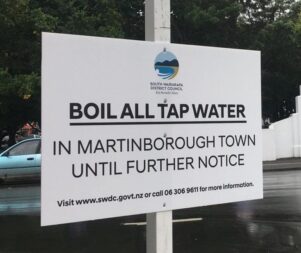 SOUTH WAIRARAPA
DISTRICT COUNCIL
BOIL ALL TAP WATER
IN MARTINBOROUGH TOWN
UNTIL FURTHER NOTICE
Visit www.swdc.govt.nz or call 06 306 9611 for more information.